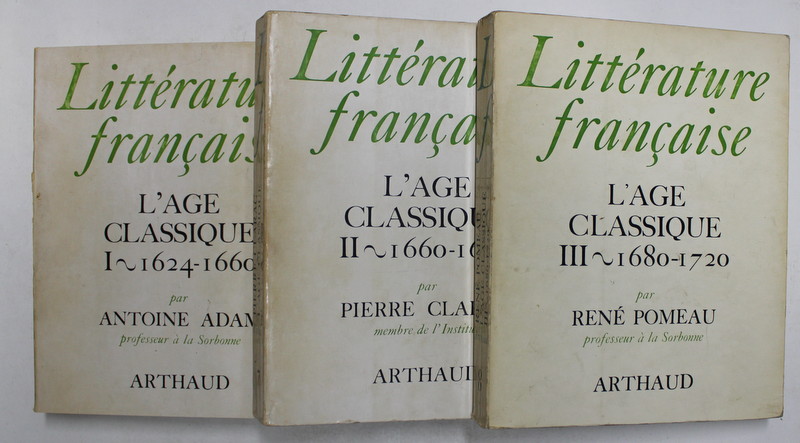 Littératu
français
L'AGE
CLASSIQUE
I~1624-1660
par
ANTOINE ADAM
professeur à la Sorbonne
ARTHAUD
Littérat
frança
L'AGE
CLASSIQU
II~1660-16
par
PIERRE CLA
membre de l'Institu
ARTHAUD
Littérature
française
L'AGE
CLASSIQUE
III~1680-1720
par
RENÉ POMEAU
professeur à la Sorbonne
ARTHAUD